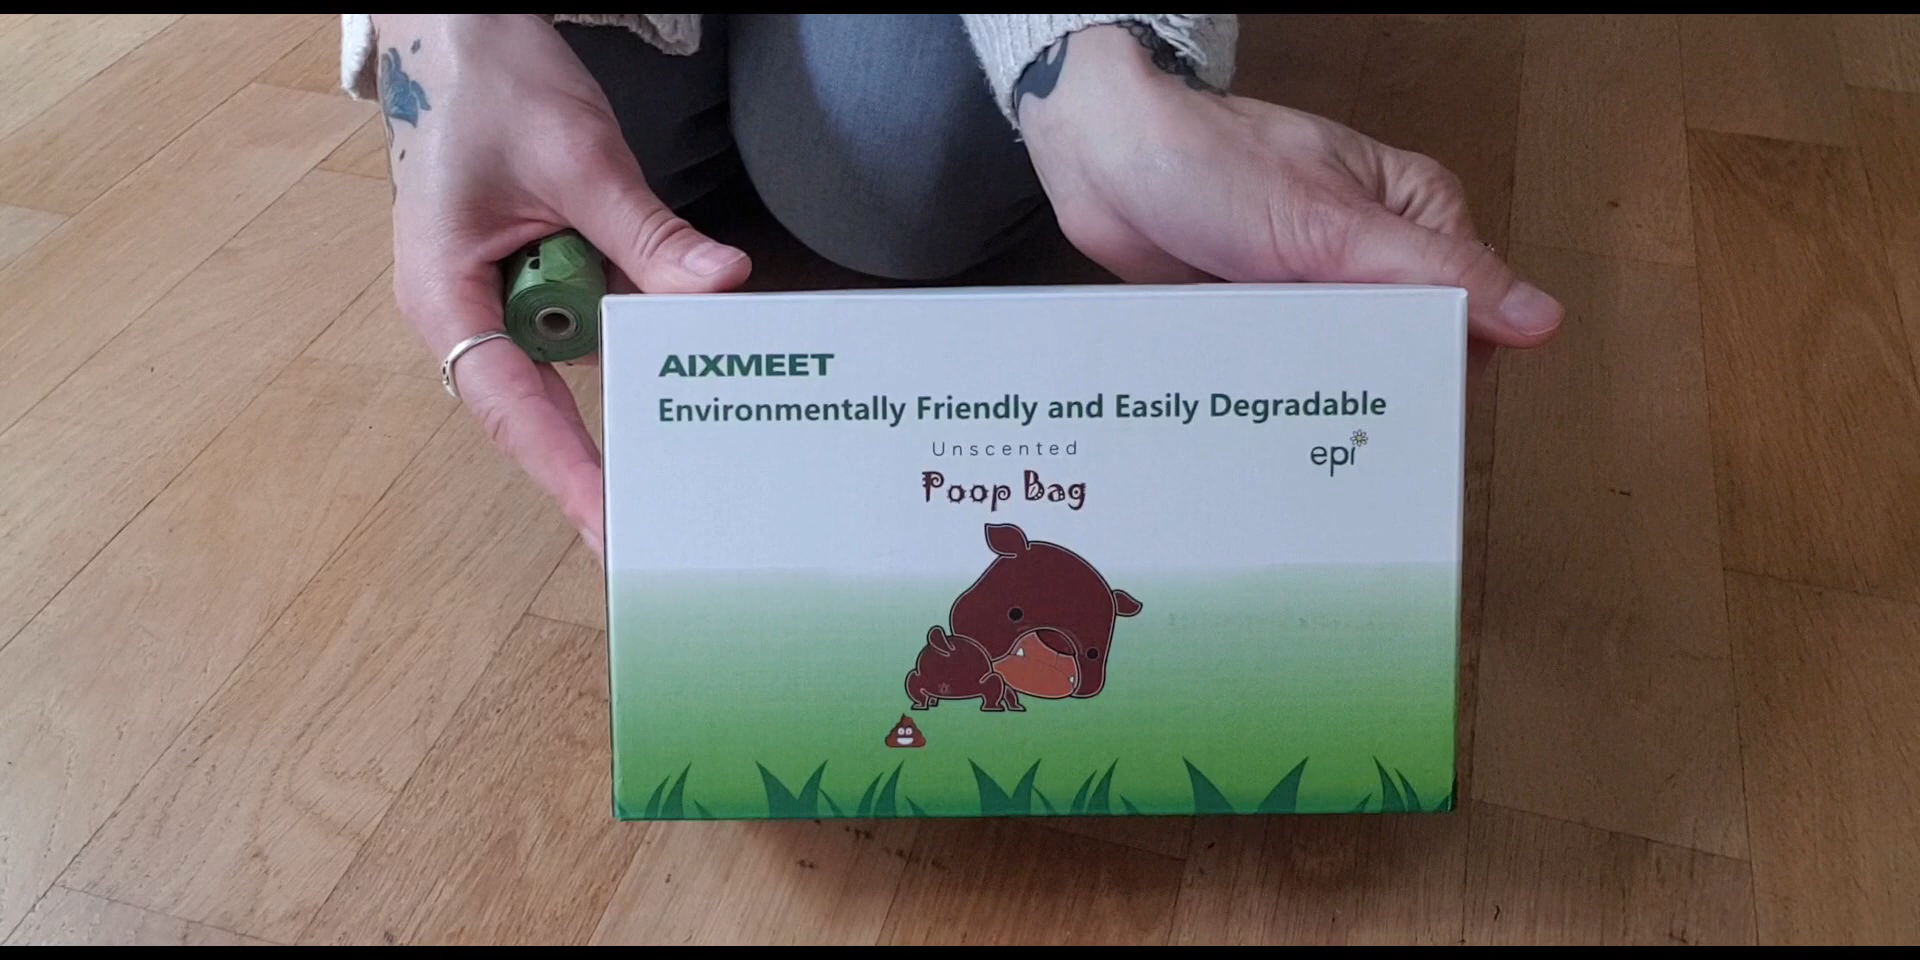 AIXMEET
Environmentally Friendly and Easily Degradable
Unscented
epi
Poop Bag